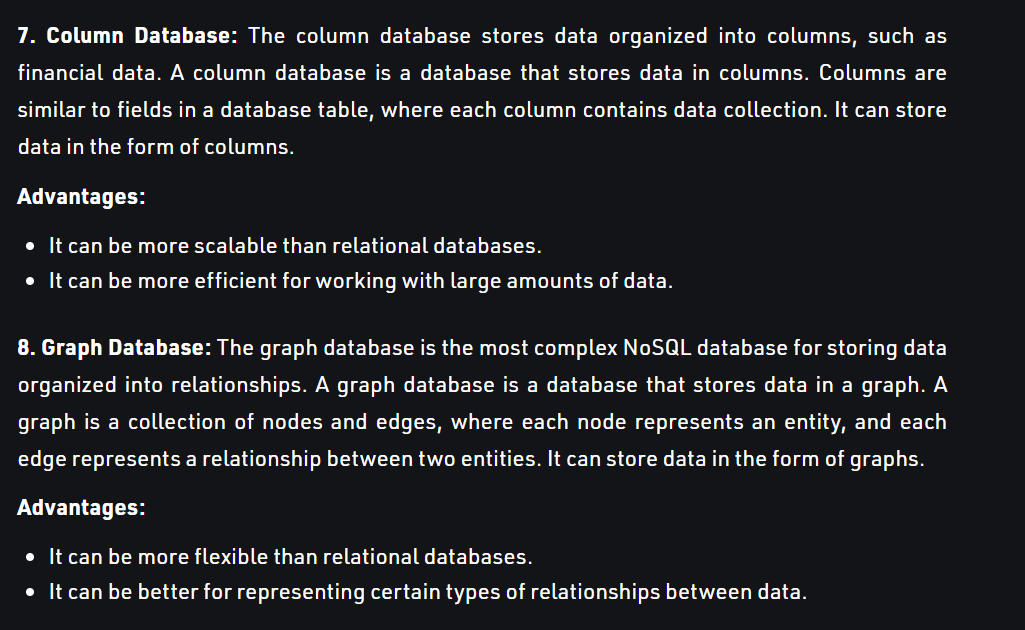 7. Column Database: The column database stores data organized into columns, such as
financial data. A column database is a database that stores data in columns. Columns are
similar to fields in a database table, where each column contains data collection. It can store
data in the form of columns.
Advantages:
• It can be more scalable than relational databases.
• It can be more efficient for working with large amounts of data.
8. Graph Database: The graph database is the most complex NoSQL database for storing data
organized into relationships. A graph database is a database that stores data in a graph. A
graph is a collection of nodes and edges, where each node represents an entity, and each
edge represents a relationship between two entities. It can store data in the form of graphs.
Advantages:
• It can be more flexible than relational databases.
• It can be better for representing certain types of relationships between data.